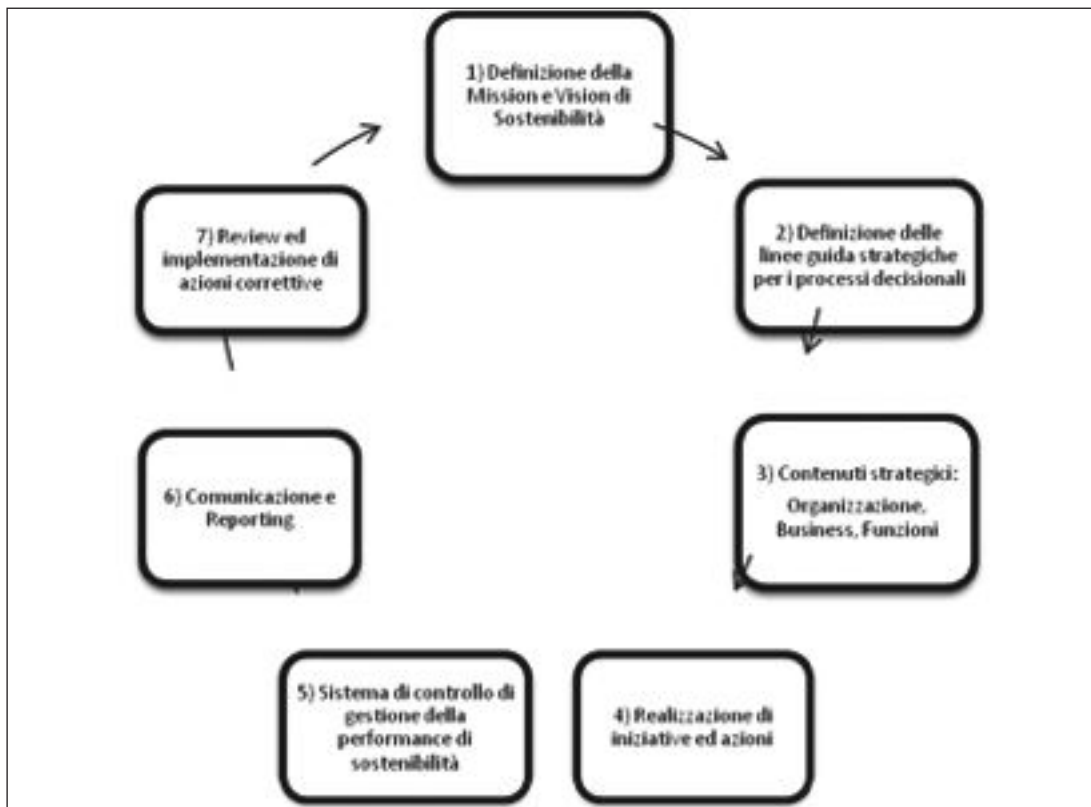 1) Definizione della
Mission e Vision di
Sostenibilità
2) Definizione delle
linee guida strategiche
per i processi decisionali
3) Contenuti strategici:
Organizzazione,
Business, Funzioni
4) Realizzazione di
iniziative ed azioni
5) Sistema di controllo di
gestione della
performance di
sostenibilità
6) Comunicazione e
Reporting
7) Review ed
implementazione di
azioni correttive